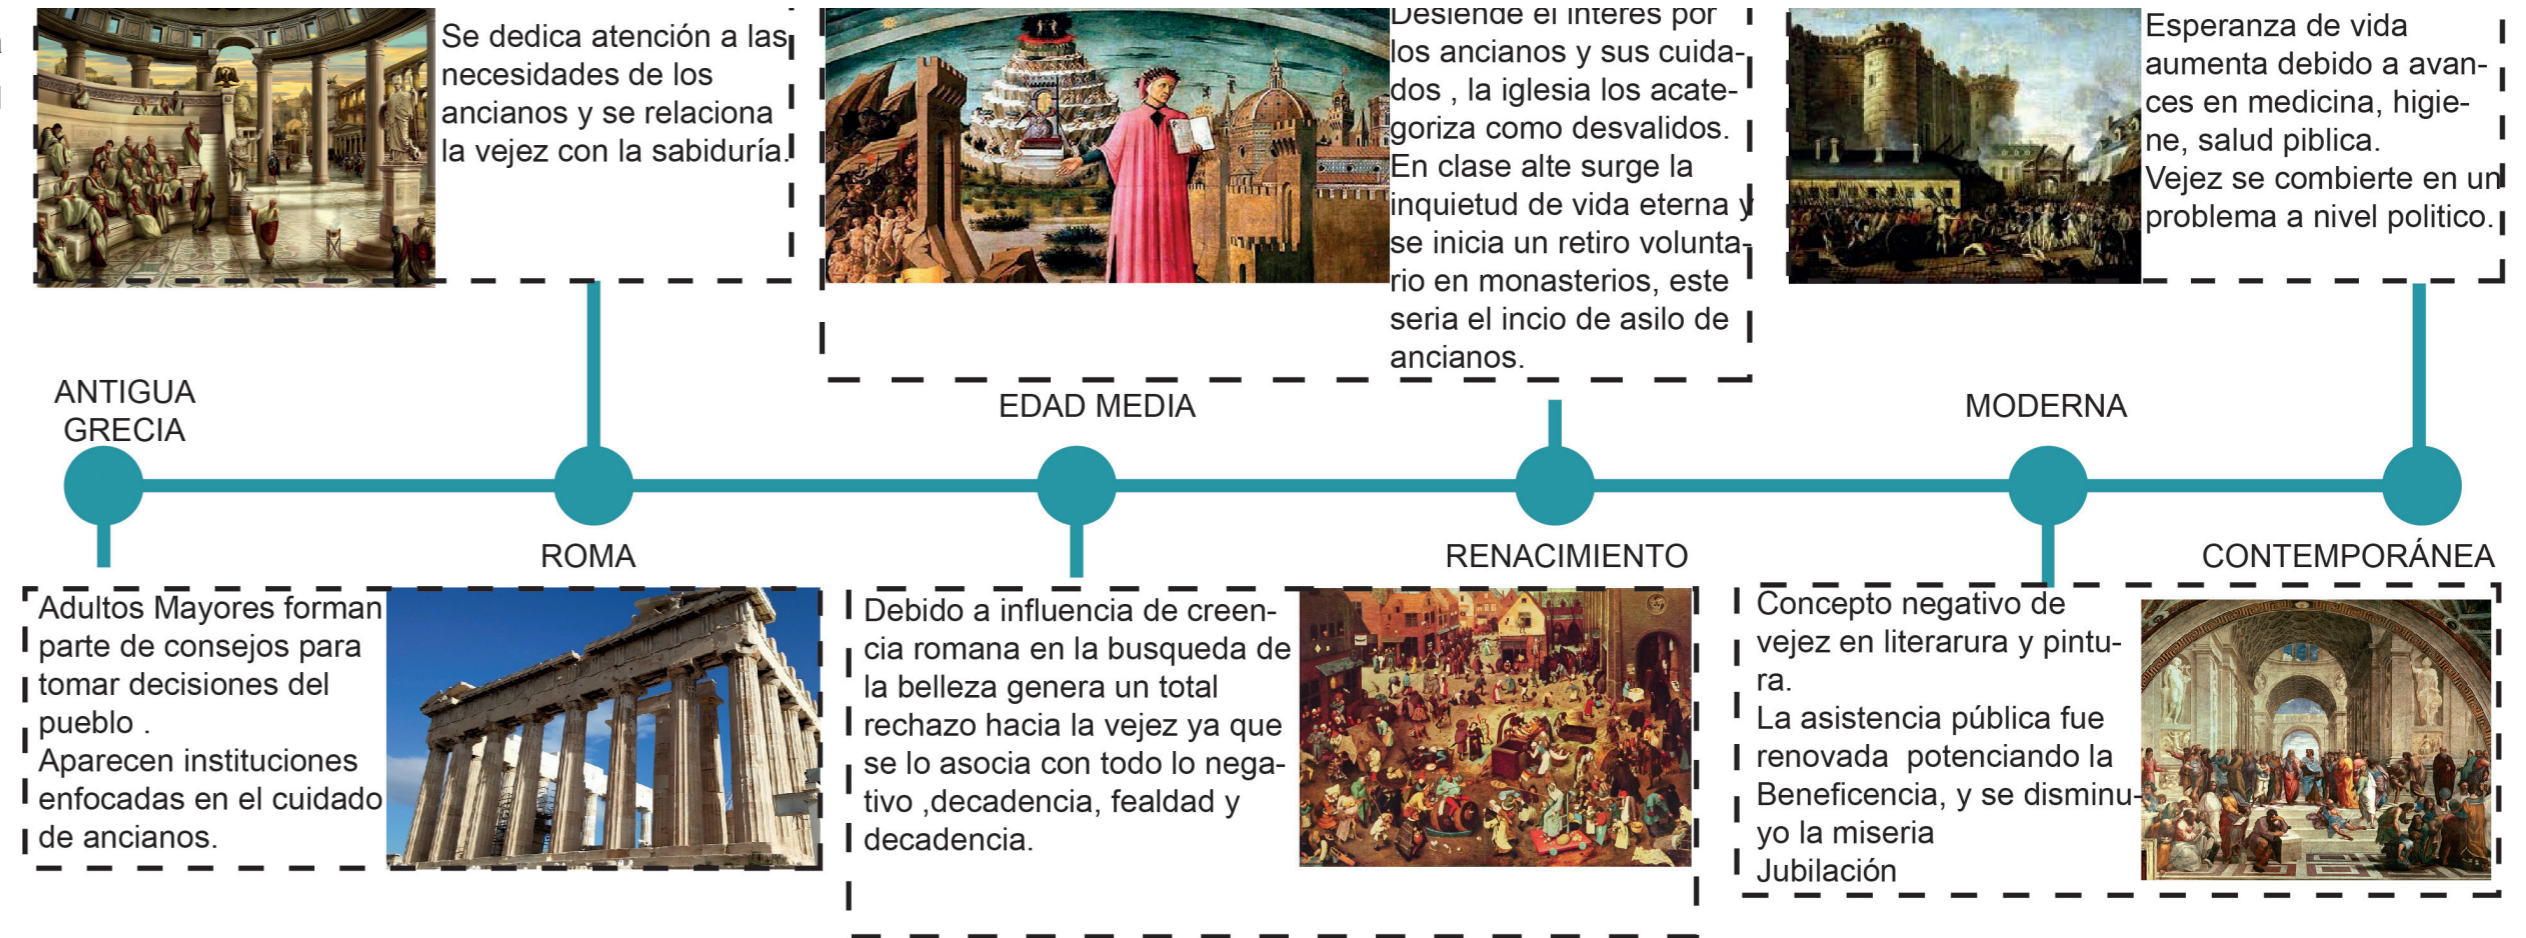 Se dedica atención a las
necesidades de los
ancianos y se relaciona
la vejez con la sabiduría.
Desiende el interes por
los ancianos y sus cuida-
dos , la iglesia los acate-
goriza como desvalidos.
En clase alte surge la
inquietud de vida eterna y
se inicia un retiro volunta-
rio en monasterios, este
seria el incio de asilo de
ancianos.
Esperanza de vida
aumenta debido a avan-
ces en medicina, higie-
ne, salud piblica.
Vejez se combierte en un
problema a nivel politico.
ANTIGUA
GRECIA
EDAD MEDIA
MODERNA
ROMA
RENACIMIENTO
CONTEMPORÁNEA
Adultos Mayores forman
parte de consejos para
tomar decisiones del
pueblo .
Aparecen instituciones
enfocadas en el cuidado
de ancianos.
Debido a influencia de creen-
cia romana en la busqueda de
la belleza genera un total
rechazo hacia la vejez ya que
se lo asocia con todo lo nega-
tivo ,decadencia, fealdad y
decadencia.
Concepto negativo de
vejez en literarura y pintu-
ra.
La asistencia pública fue
renovada  potenciando la
Beneficencia, y se disminu-
yo la miseria
Jubilación